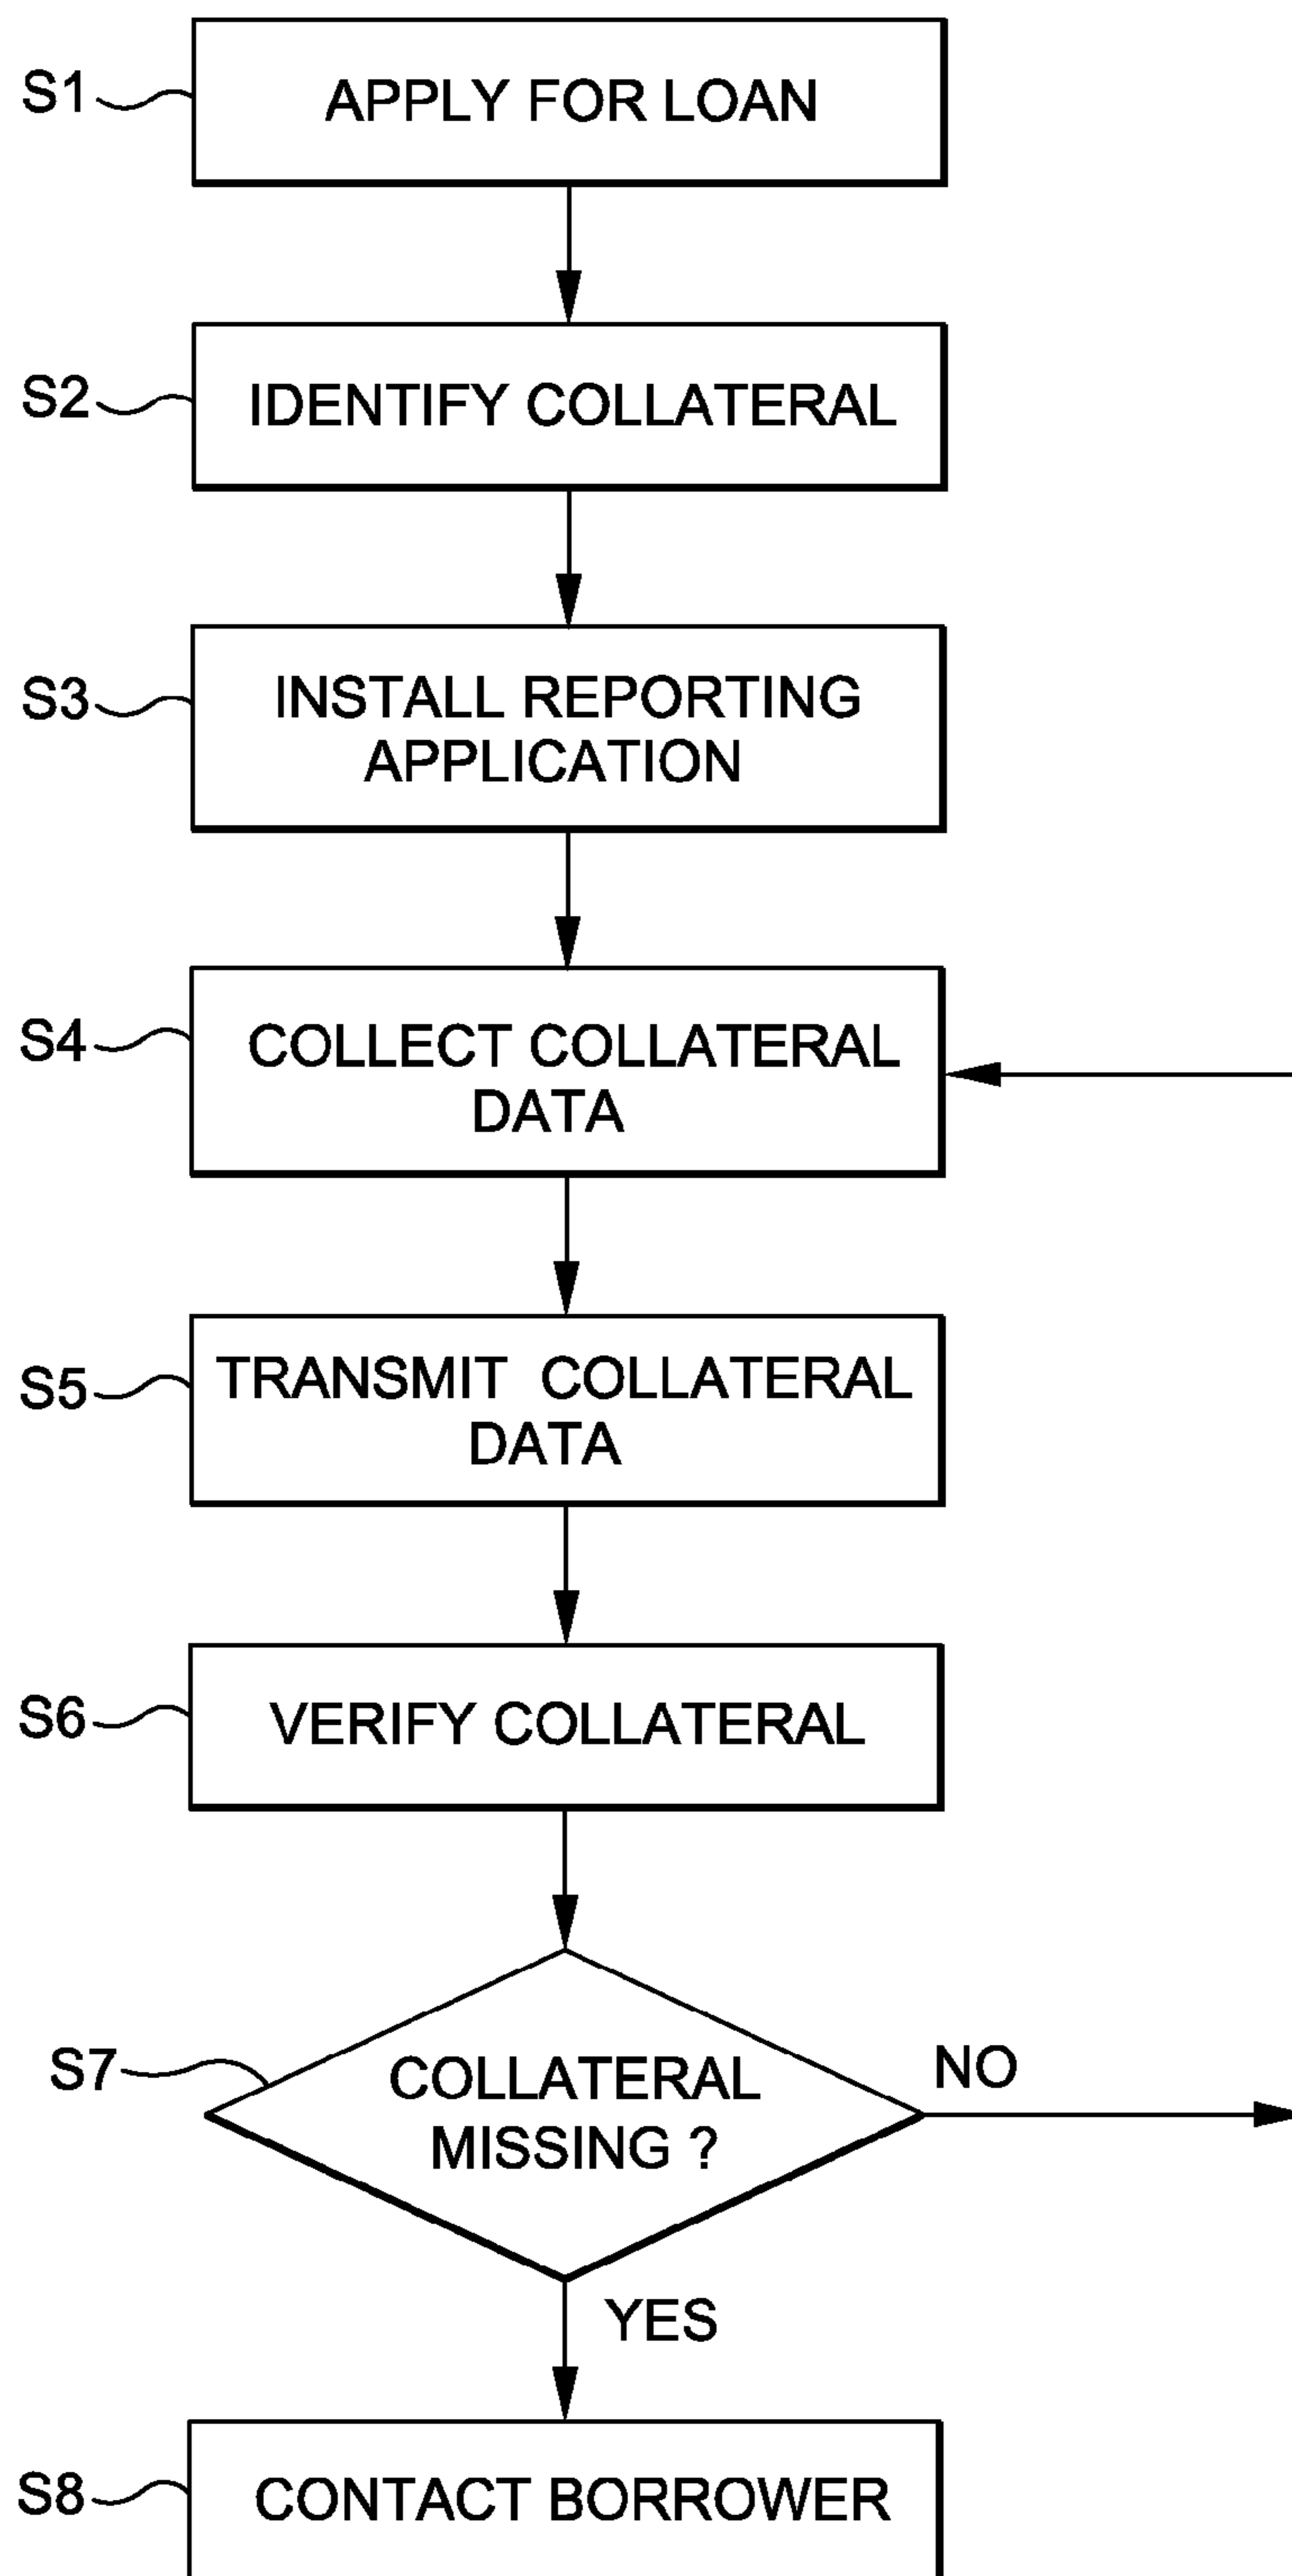 S1
APPLY FOR LOAN
S2
IDENTIFY COLLATERAL
S3
INSTALL REPORTING
APPLICATION
S4
COLLECT COLLATERAL
DATA
S5
TRANSMIT COLLATERAL
DATA
S6
VERIFY COLLATERAL
S7
COLLATERAL
MISSING ?
NO
YES
S8
CONTACT BORROWER